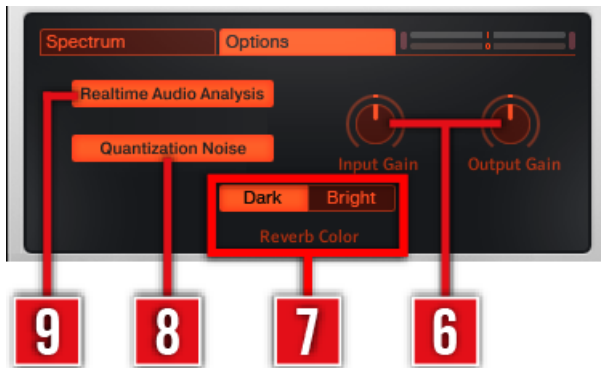 Spectrum
Options
I
0
Realtime Audio Analysis
Quantization Noise
Input Gain
Output Gain
Dark
Bright
Reverb Color
9
8
7
6